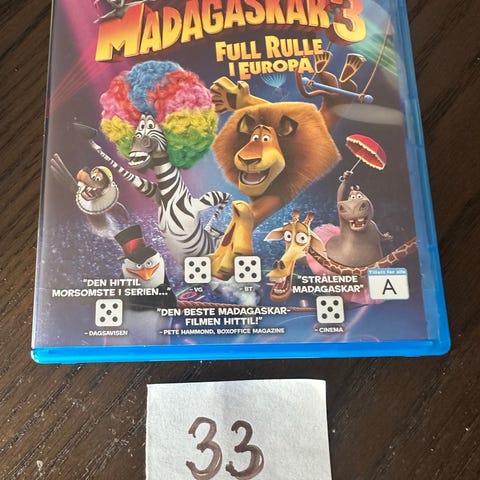 MADAGASKAR 3
FULL RULLE
I EUROPA
"DEN HITTIL
MORSOMSTE I SERIEN..."
- DAGSAVISEN
- VG
- BT
"DEN BESTE MADAGASKAR-
FILMEN HITTIL!"
- PETE HAMMOND, BOXOFFICE MAGAZINE
"STRÅLENDE
MADAGASKAR"
- CINEMA
Tillatt for alle
A
33